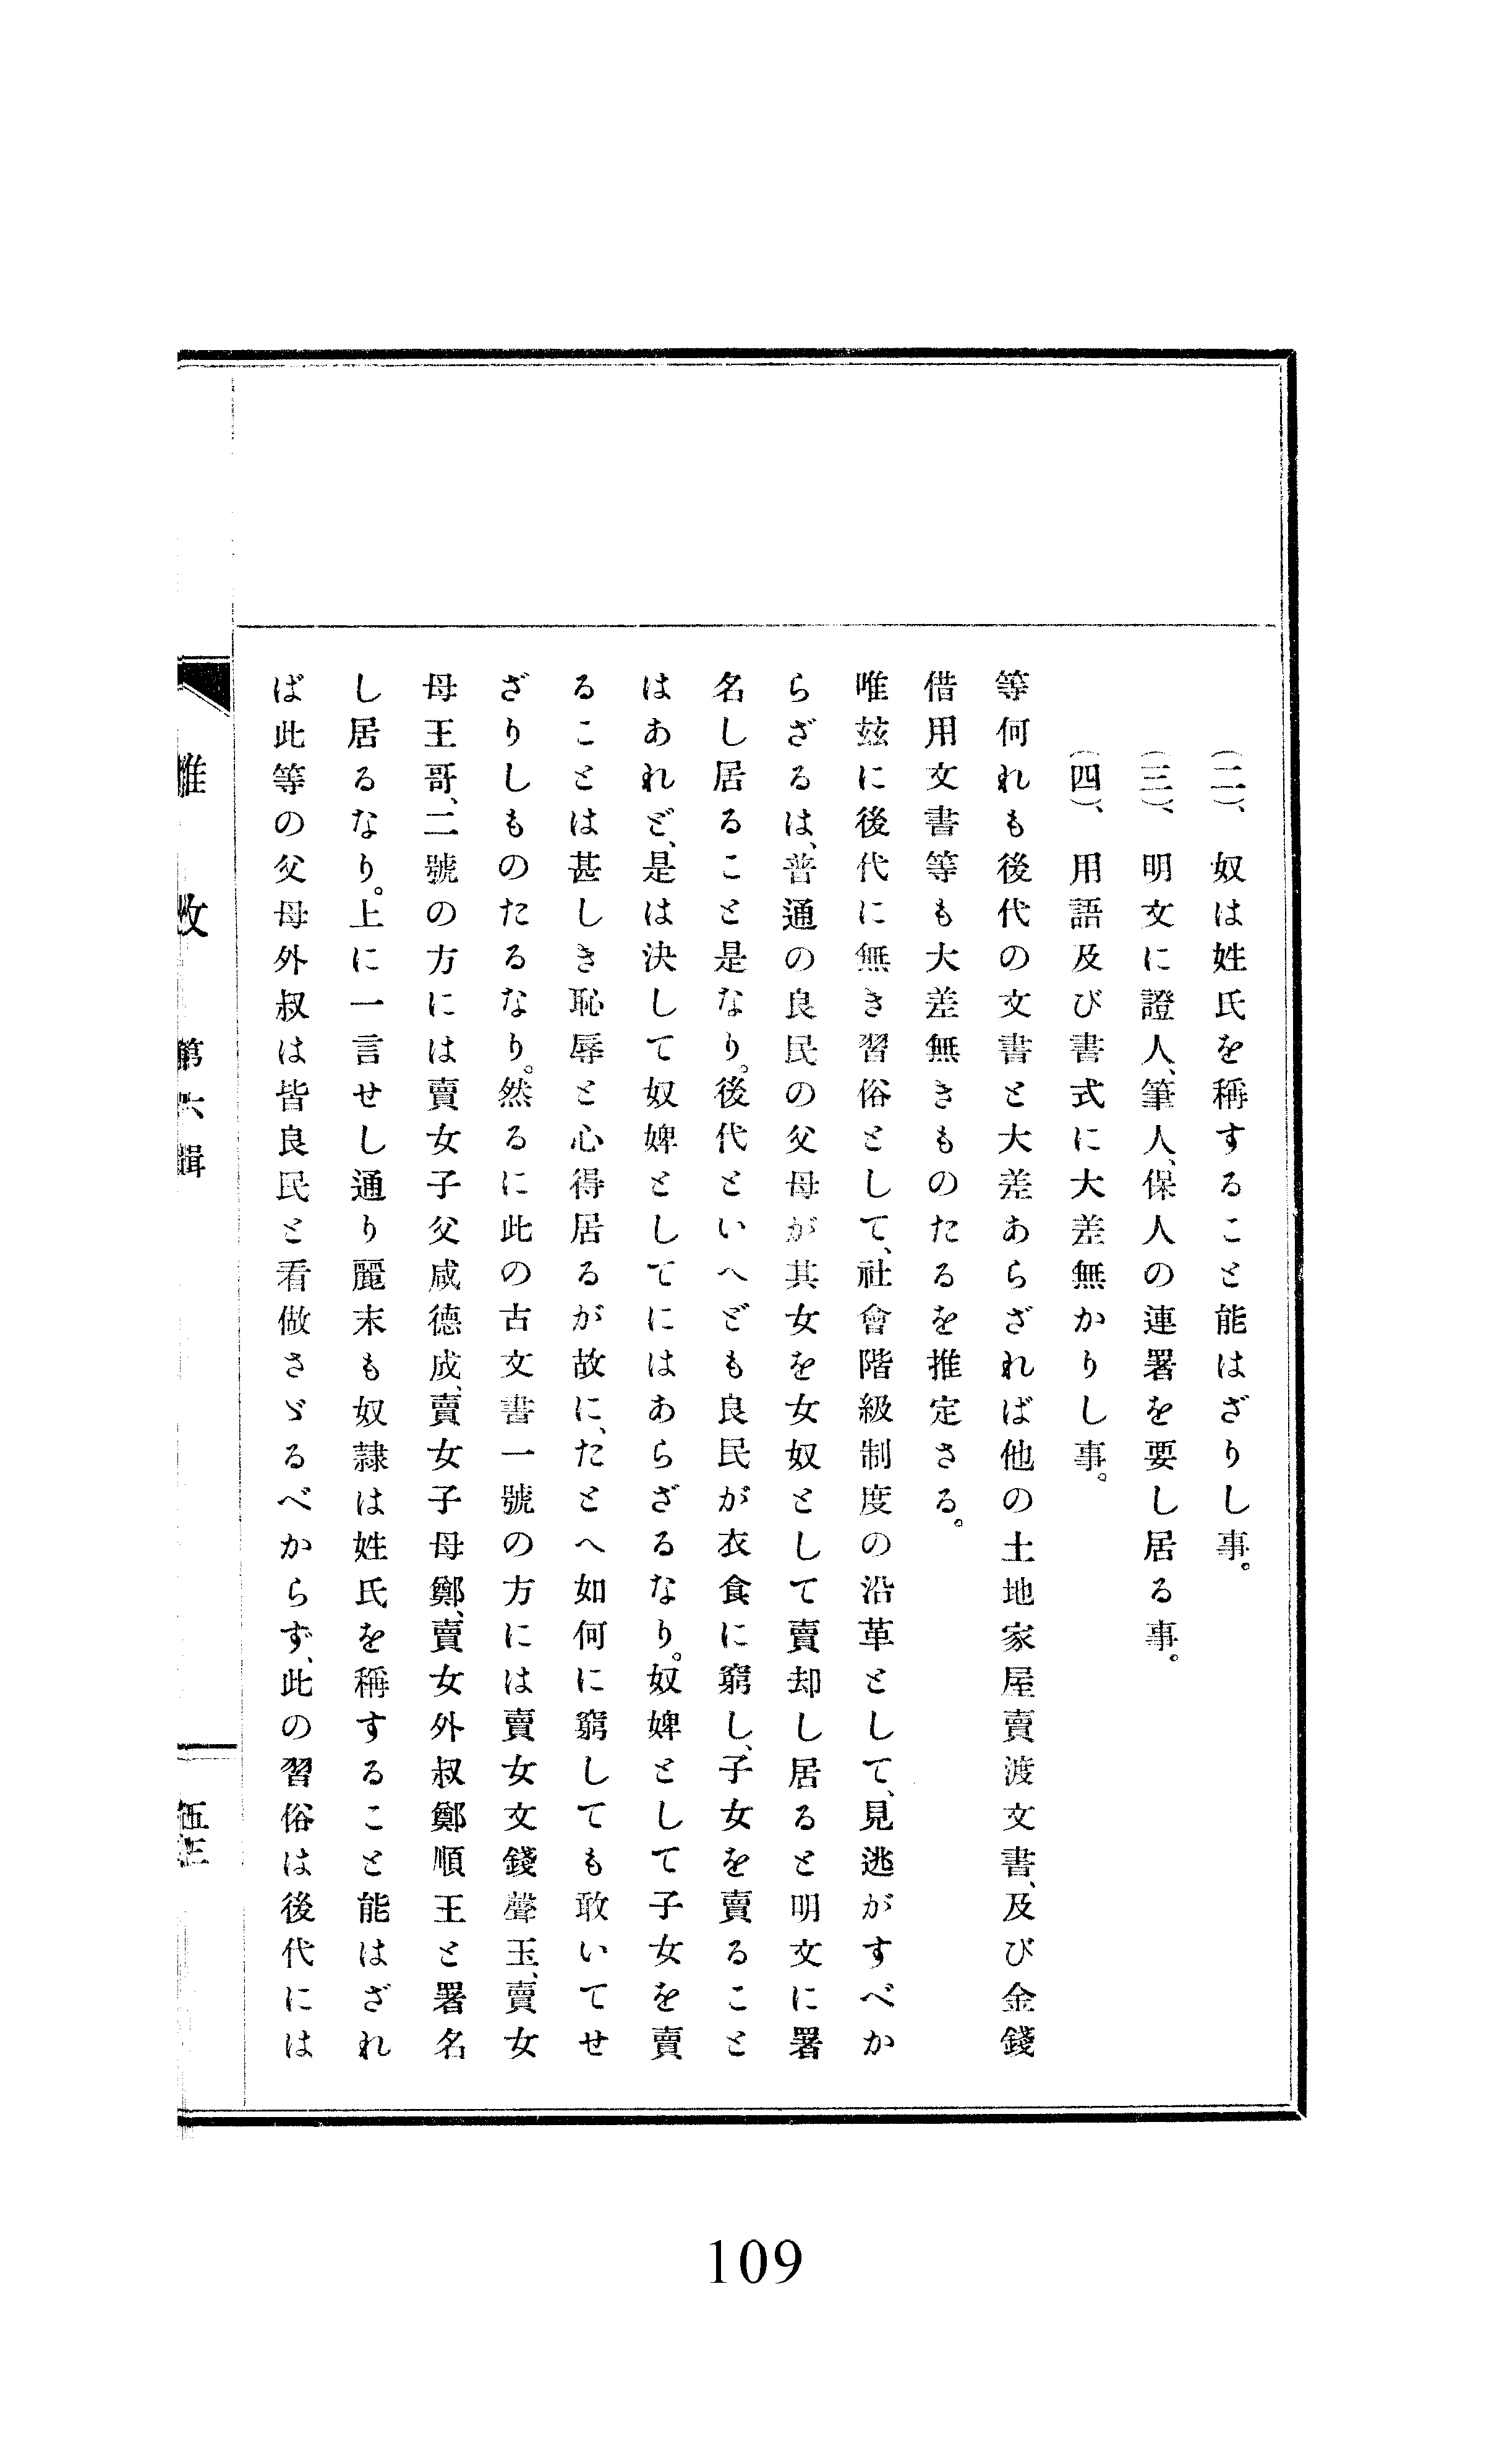 (二)、奴は姓氏を稱すること能はざりし事。
(三)、明文に證人、筆人、保人の連署を要し居る事。
(四)、用語及び書式に大差無かりし事。
等何れも後代の文書と大差あらざれば他の土地家屋賣渡文書、及び金錢
借用文書等も大差無きものたるを推定さる。
唯玆に後代に無き習俗として、社會階級制度の沿革として、見逃がすべか
らざるは、普通の良民の父母が其女を女奴として賣却し居ると明文に署
名し居ること是なり。後代といへども良民が衣食に窮し、子女を賣ること
はあれど、是は決して奴婢としてにはあらざるなり。奴婢として子女を賣
ることは甚しき恥辱と心得居るが故に、たとへ如何に窮しても敢いてせ
ざりしものたるなり。然るに此の古文書一號の方には賣女文錢聲玉、賣女
母王哥、二號の方には賣女子父咸德成、賣女子母鄭、賣女外叔鄭順王と署名
し居るなり。上に一言せし通り麗末も奴隷は姓氏を稱すること能はざれ
ば此等の父母外叔は皆良民と看做さゞるべからず、此の習俗は後代には
第六輯
109